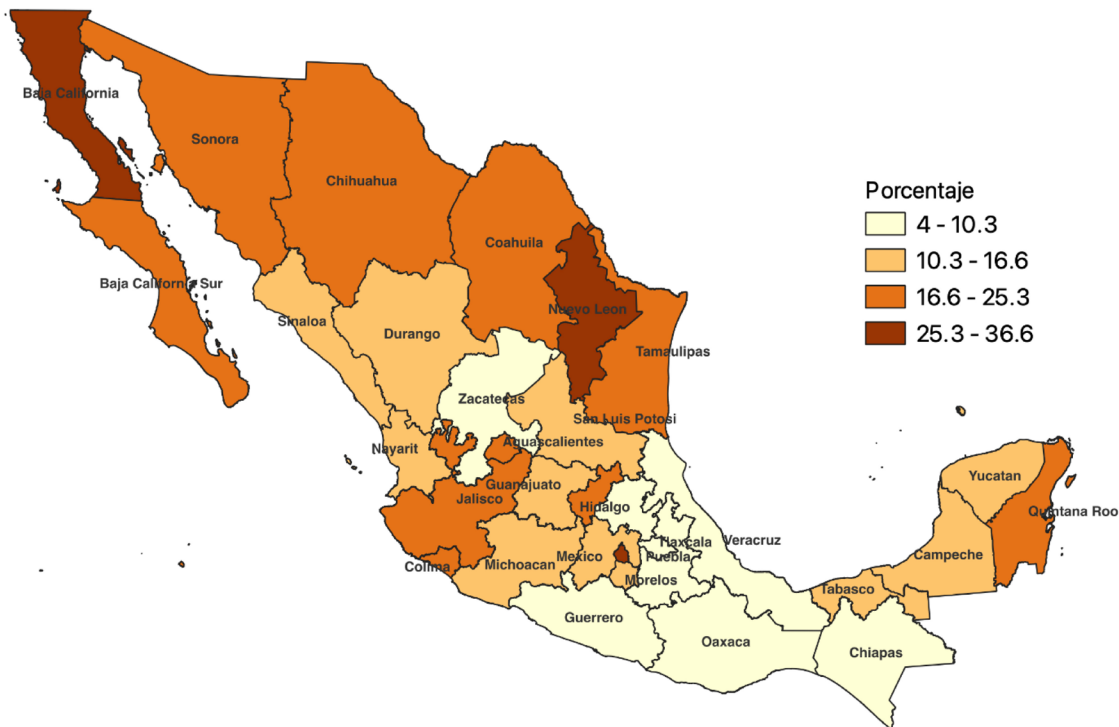 Baja California
Sonora
Chihuahua
Coahuila
Baja California Sur
Nuevo Leon
Sinaloa
Durango
Tamaulipas
Zacatecas
San Luis Potosi
Nayarit
Aguascalientes
Guanajuato
Jalisco
Hidalgo
Tlaxcala
Veracruz
Colima
Michoacan
Mexico
Puebla
Morelos
Guerrero
Oaxaca
Chiapas
Tabasco
Campeche
Yucatan
Quintana Roo
Porcentaje
4 - 10.3
10.3 - 16.6
16.6 - 25.3
25.3 - 36.6